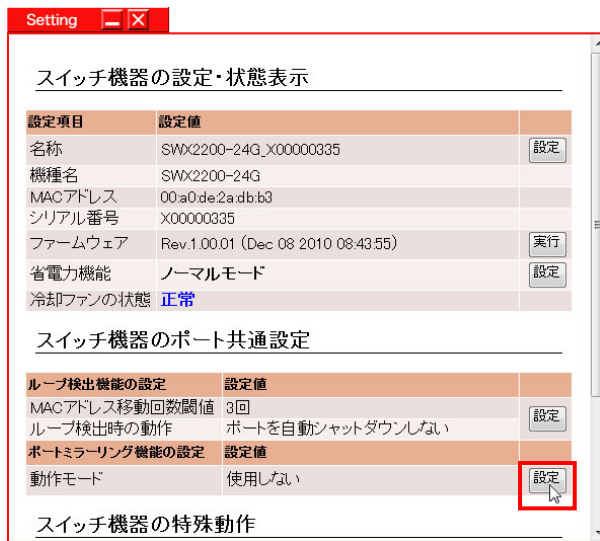 Setting
スイッチ機器の設定・状態表示
設定項目 設定値
名称 SWX2200-24G_X00000335 設定
機種名 SWX2200-24G
MACアドレス 00:a0:de:2a:db:b3
シリアル番号 X00000335
ファームウェア Rev.1.00.01 (Dec 08 2010 08:43:55) 実行
省電力機能 ノーマルモード 設定
冷却ファンの状態 正常
スイッチ機器のポート共通設定
ループ検出機能の設定 設定値
MACアドレス移動回数閾値 3回
設定
ループ検出時の動作 ポートを自動シャットダウンしない
ポートミラーリング機能の設定 設定値
動作モード 使用しない 設定
スイッチ機器の特殊動作